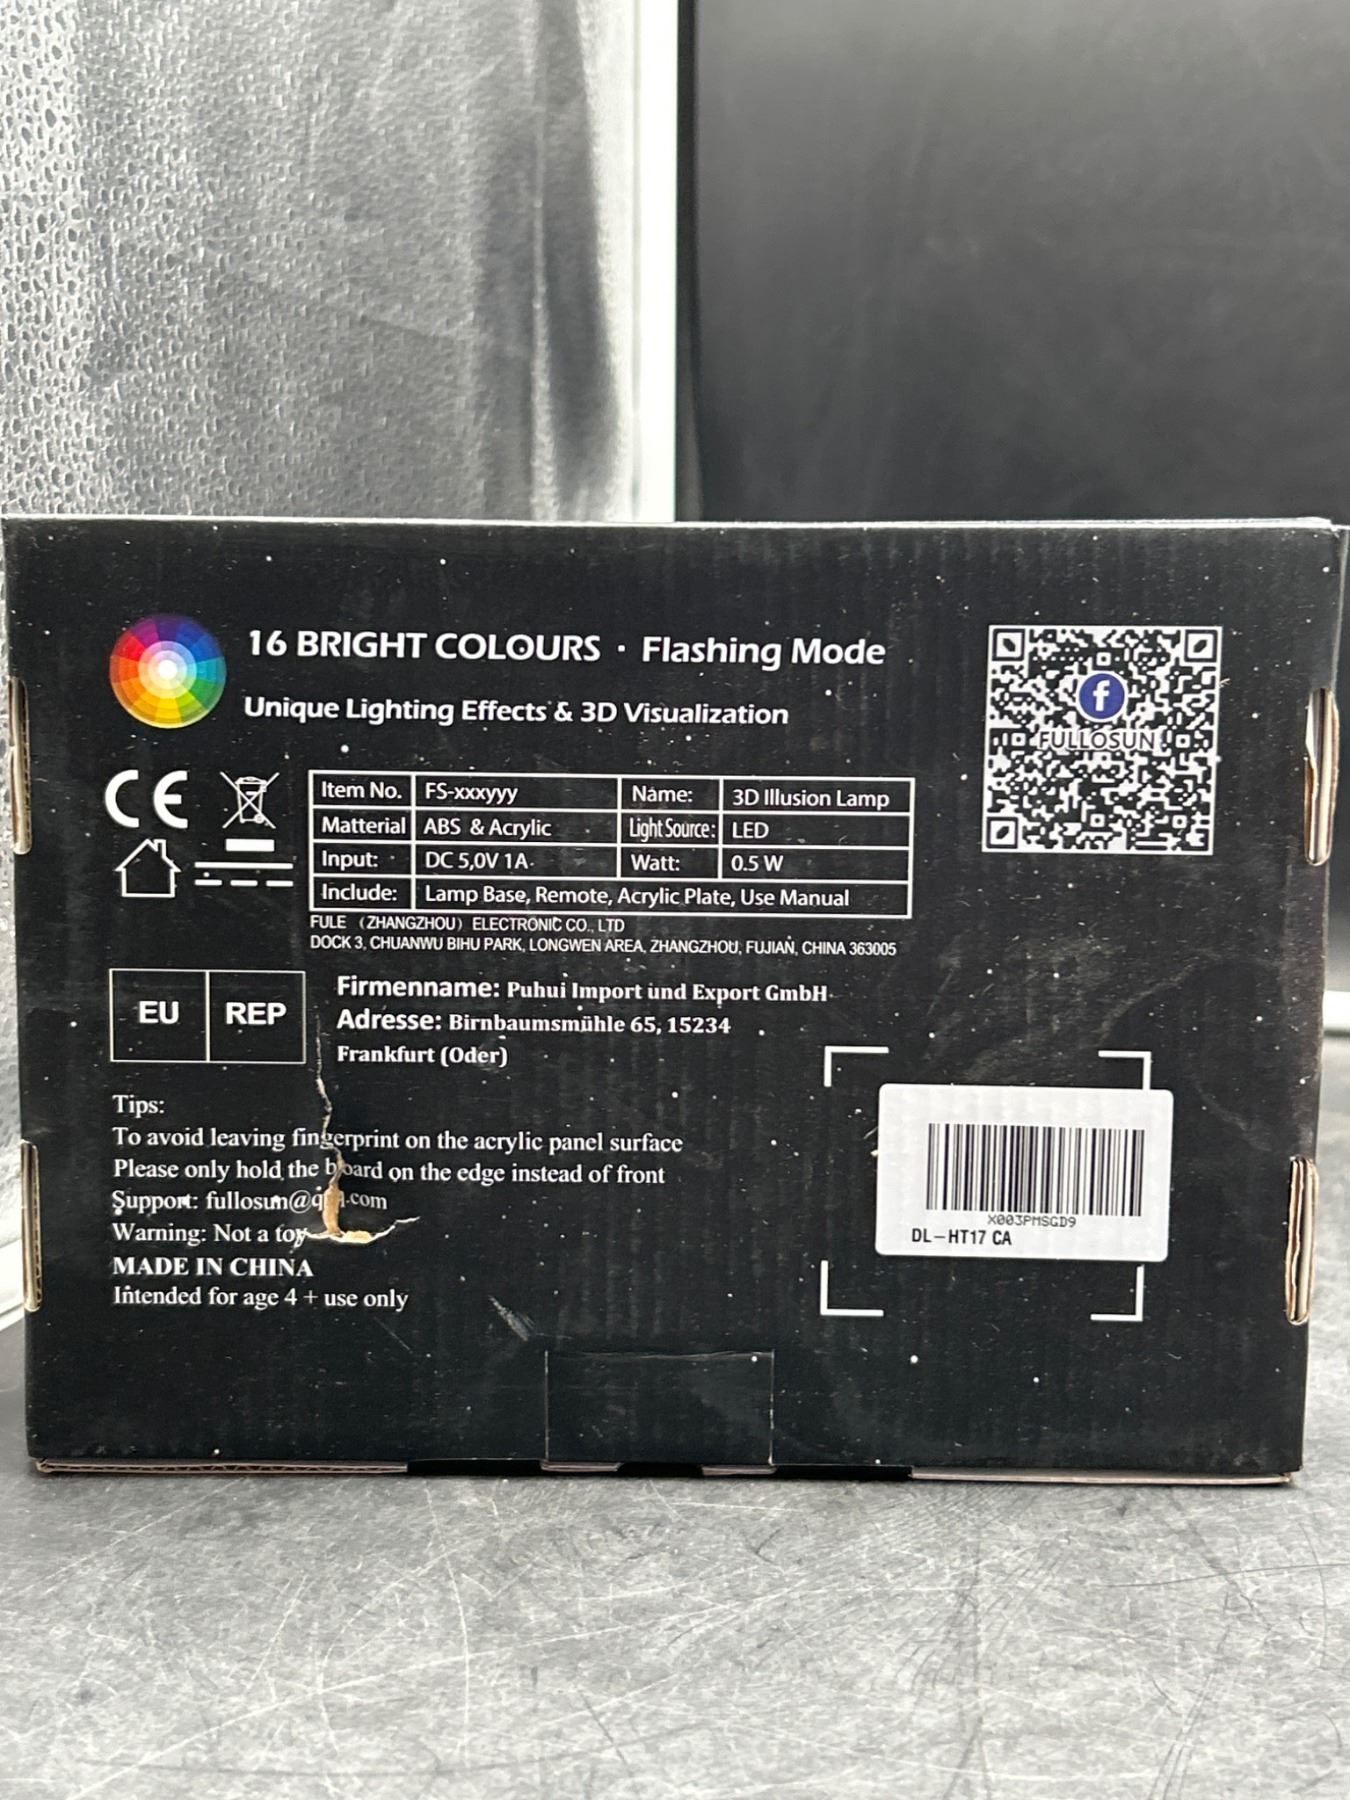 16 BRIGHT COLOURS · Flashing Mode
Unique Lighting Effects & 3D Visualization
f
FULLOSUN
CE
Item No. FS-xxxyyy Name: 3D Illusion Lamp
Matterial ABS & Acrylic Light Source: LED
Input: DC 5,0V 1A Watt: 0.5 W
Include: Lamp Base, Remote, Acrylic Plate, Use Manual
FULE （ZHANGZHOU）ELECTRONIC CO., LTD
DOCK 3, CHUANWU BIHU PARK, LONGWEN AREA, ZHANGZHOU, FUJIAN, CHINA 363005
EU REP
Firmenname: Puhui Import und Export GmbH
Adresse: Birnbaumsmühle 65, 15234
Frankfurt (Oder)
Tips:
To avoid leaving fingerprint on the acrylic panel surface
Please only hold the board on the edge instead of front
Support:
Warning: Not a toy
MADE IN CHINA
Intended for age 4 + use only
X003PMSGD9
DL-HT17 CA